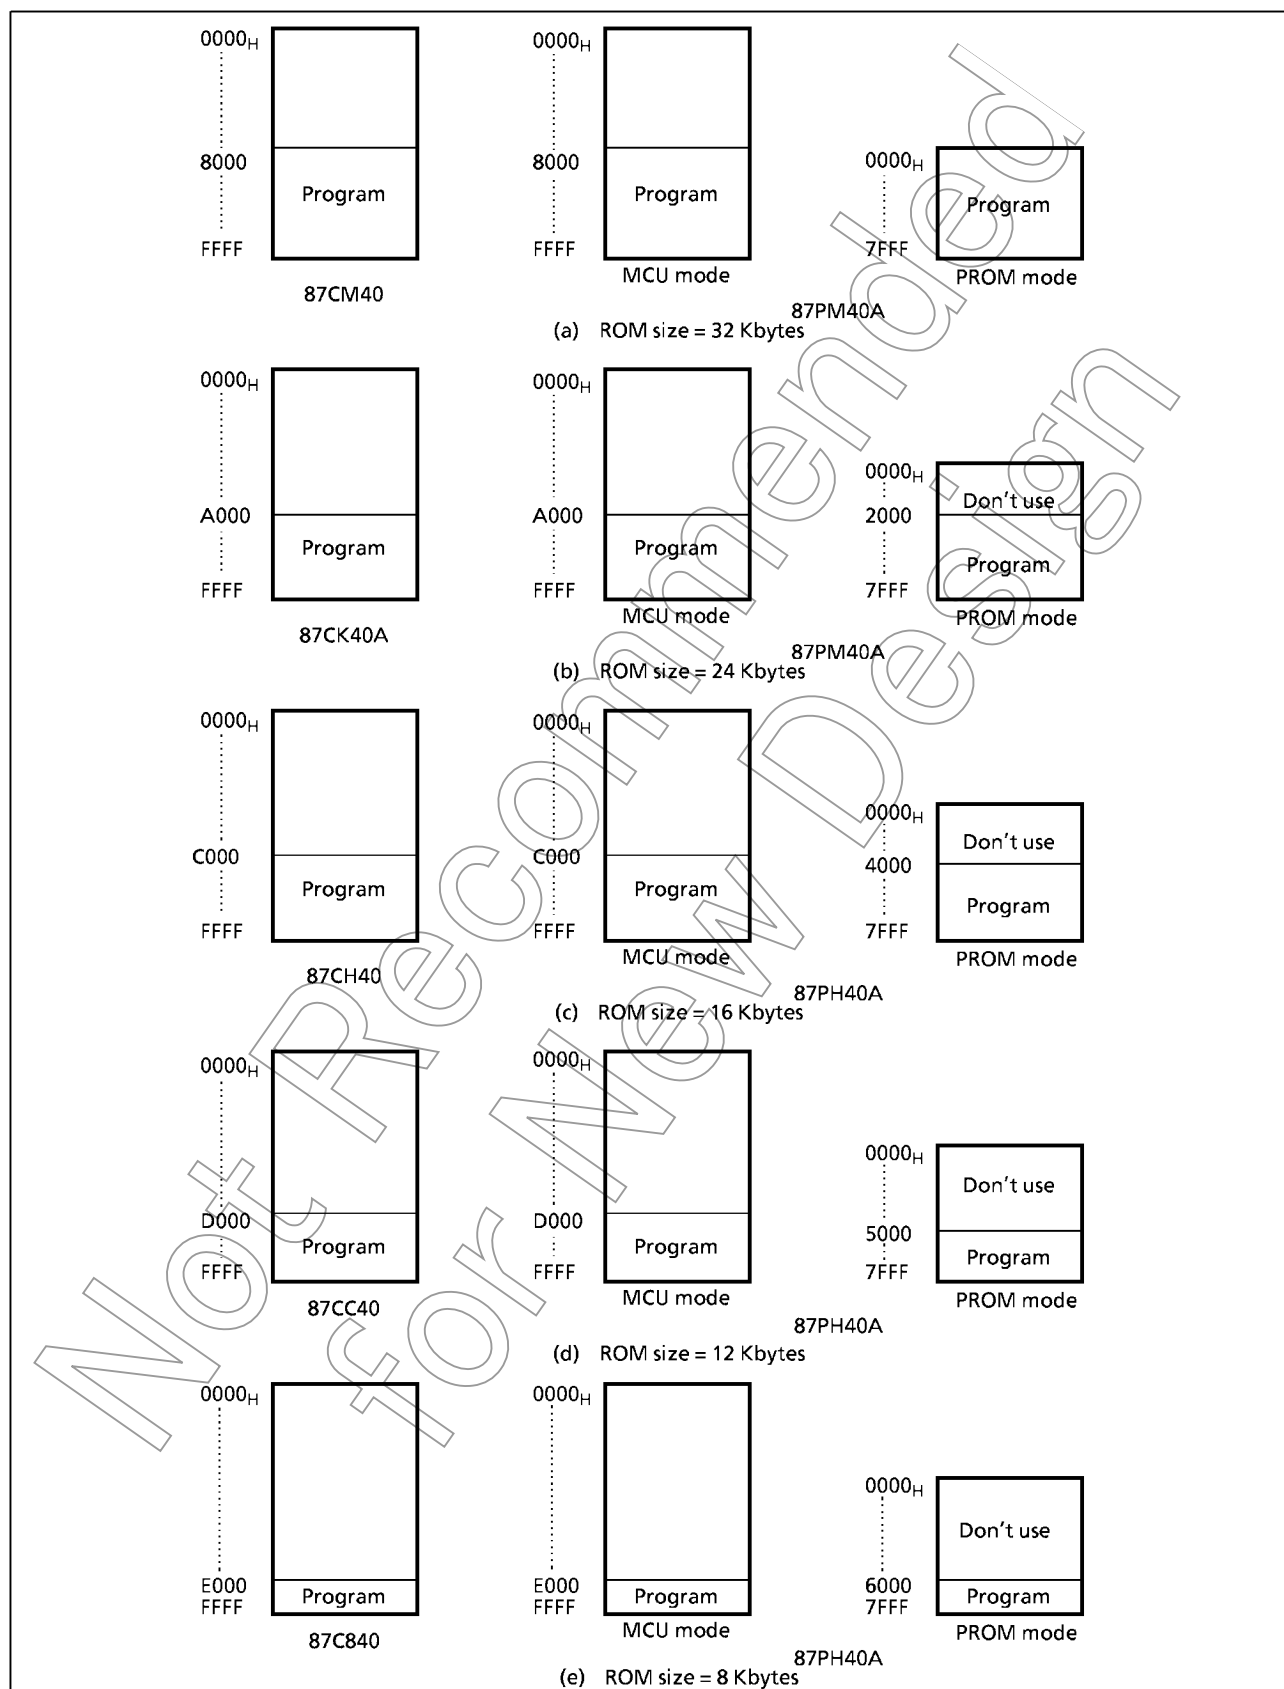 0000H
8000
Program
FFFF
87CM40
0000H
8000
Program
FFFF
MCU mode
0000H
Program
7FFF
PROM mode
87PM40A
(a) ROM size = 32 Kbytes
0000H
A000
Program
FFFF
87CK40A
0000H
A000
Program
FFFF
MCU mode
0000H
Don't use
2000
Program
7FFF
PROM mode
87PM40A
(b) ROM size = 24 Kbytes
0000H
C000
Program
FFFF
87CH40
0000H
C000
Program
FFFF
MCU mode
0000H
Don't use
4000
Program
7FFF
PROM mode
87PH40A
(c) ROM size = 16 Kbytes
0000H
D000
Program
FFFF
87CC40
0000H
D000
Program
FFFF
MCU mode
0000H
Don't use
5000
Program
7FFF
PROM mode
87PH40A
(d) ROM size = 12 Kbytes
0000H
E000
Program
FFFF
87C840
0000H
E000
Program
FFFF
MCU mode
0000H
Don't use
6000
Program
7FFF
PROM mode
87PH40A
(e) ROM size = 8 Kbytes
Not Recommended
for New Design